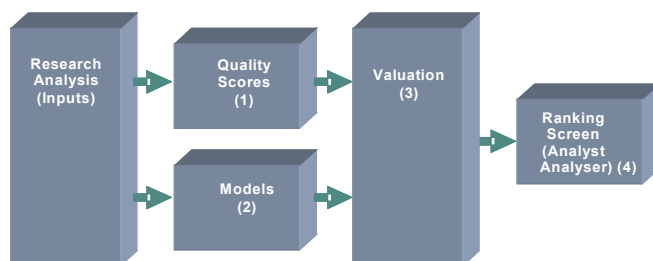 Research
Analysis
(Inputs)
Quality
Scores
(1)
Models
(2)
Valuation
(3)
Ranking
Screen
(Analyst
Analyser) (4)